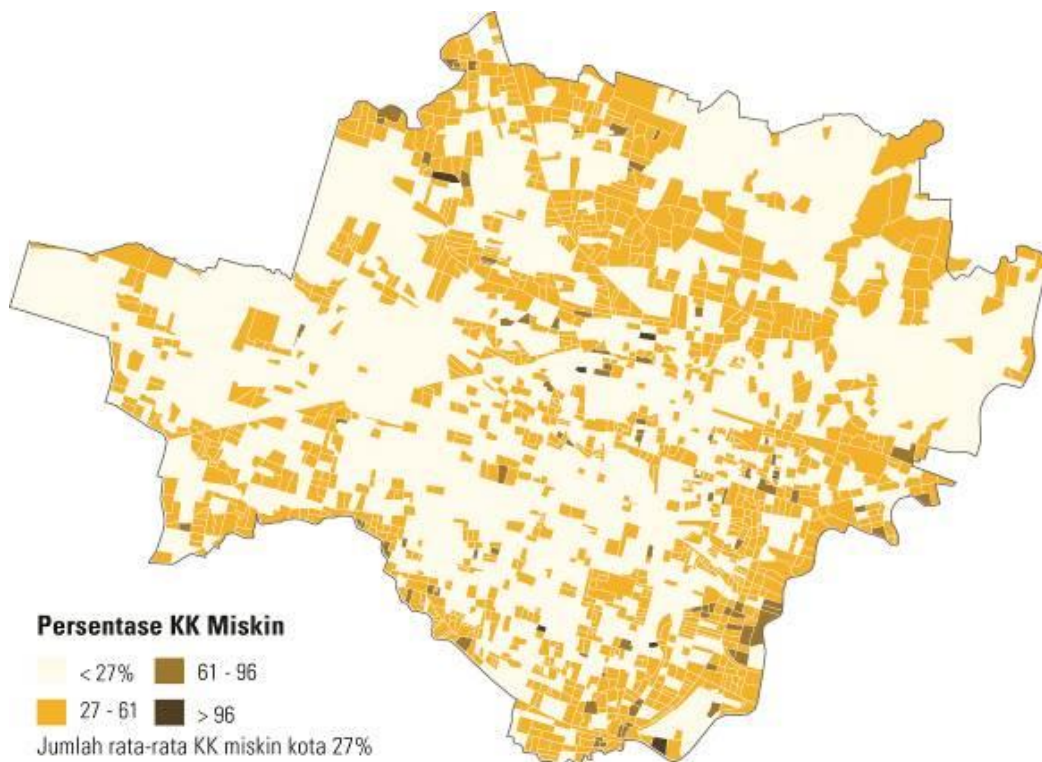 Persentase KK Miskin
< 27% 61 - 96
27 - 61 > 96
Jumlah rata-rata KK miskin kota 27%